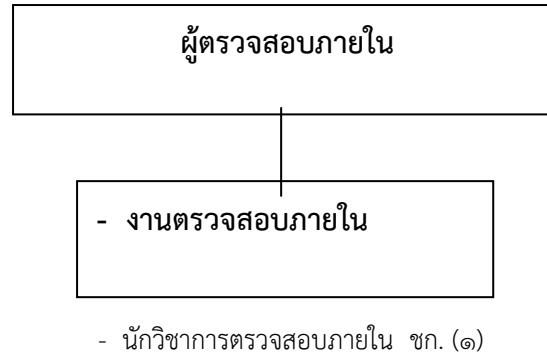 ผู้ตรวจสอบภายใน
- งานตรวจสอบภายใน
- นักวิชาการตรวจสอบภายใน ชก. (๑)